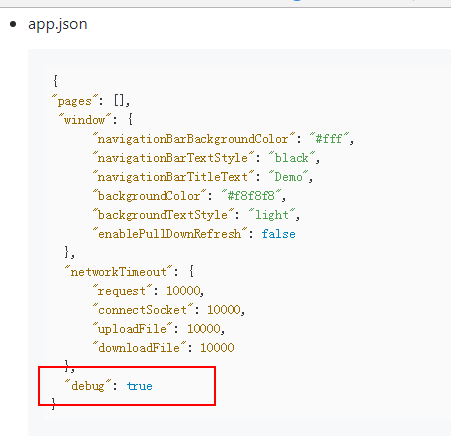 app.json
{
"pages": [],
"window": {
"navigationBarBackgroundColor": "#fff",
"navigationBarTextStyle": "black",
"navigationBarTitleText": "Demo",
"backgroundColor": "#f8f8f8",
"backgroundTextStyle": "light",
"enablePullDownRefresh": false
},
"networkTimeout": {
"request": 10000,
"connectSocket": 10000,
"uploadFile": 10000,
"downloadFile": 10000
},
"debug": true
}